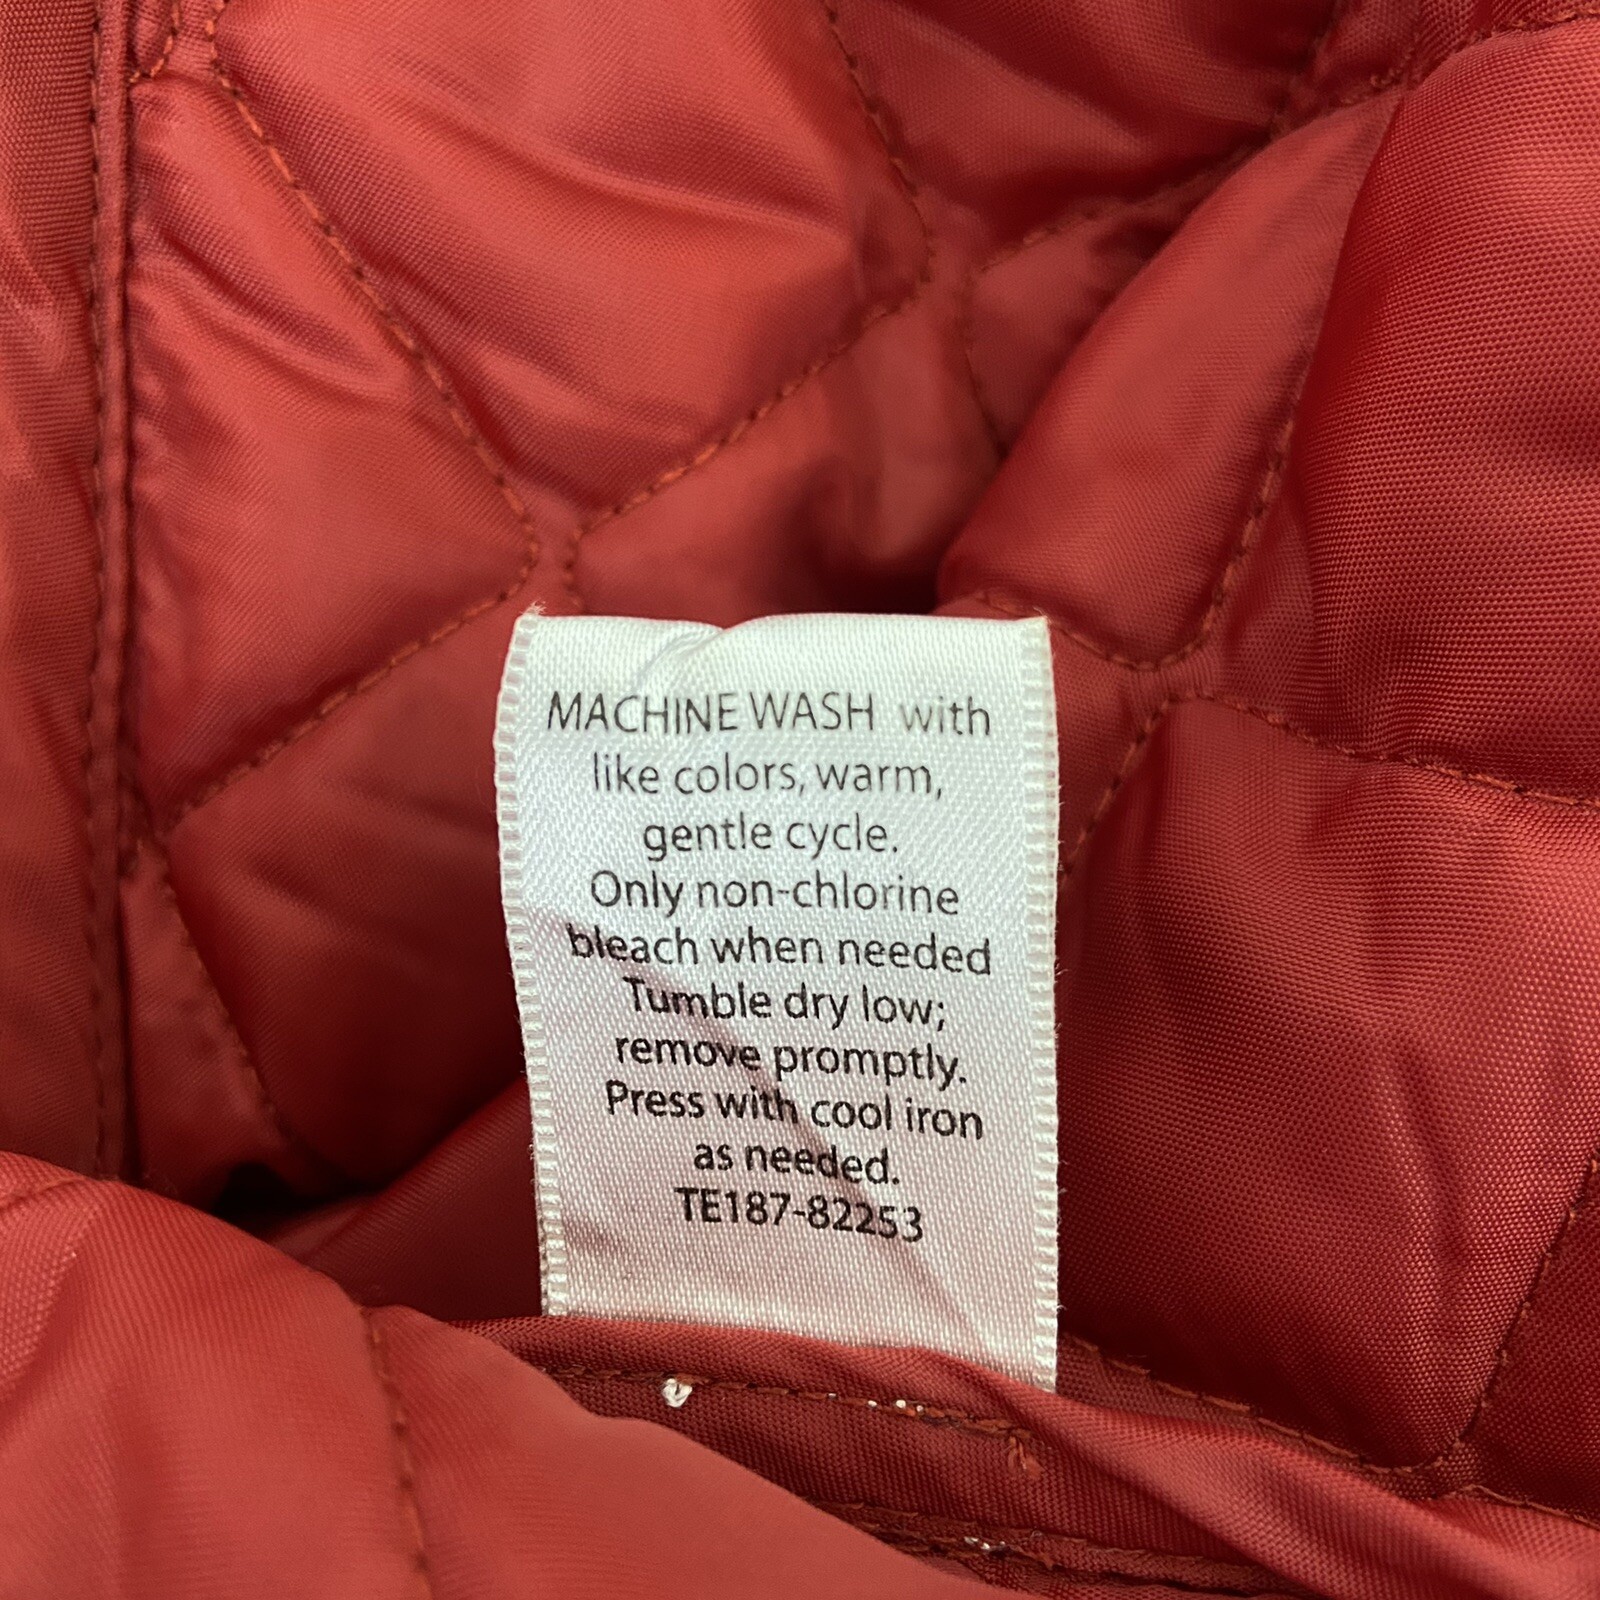 MACHINE WASH with
like colors, warm,
gentle cycle.
Only non-chlorine
bleach when needed
Tumble dry low;
remove promptly.
Press with cool iron
as needed.
TE187-82253